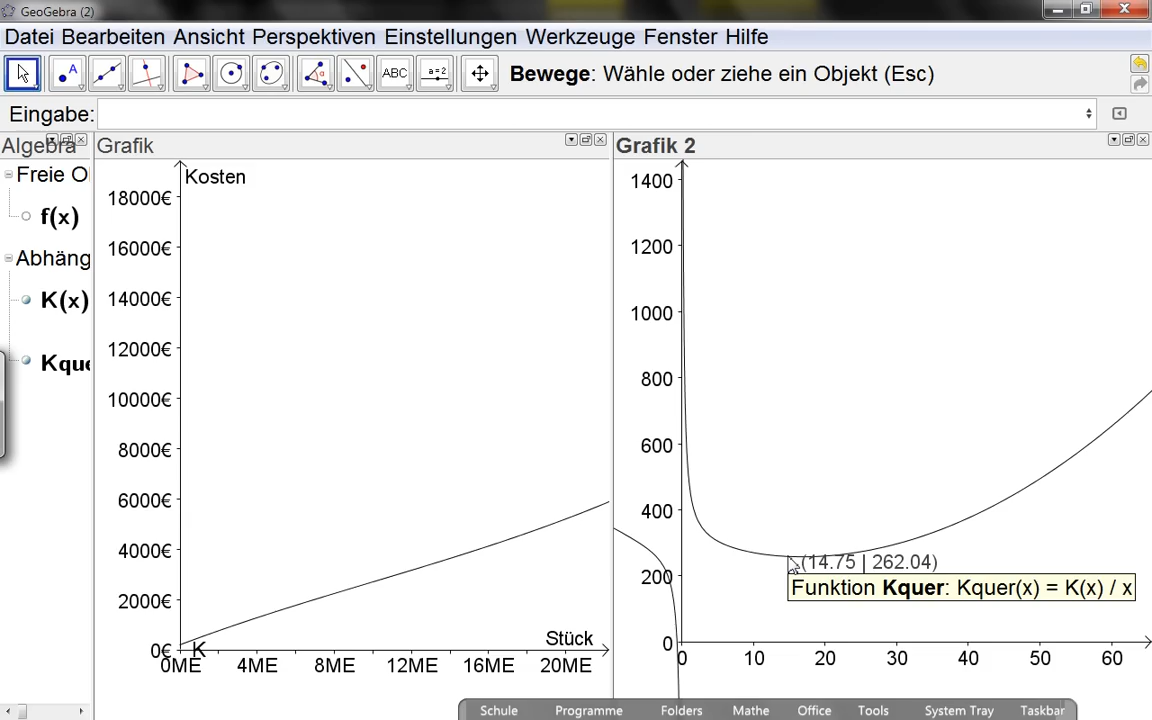 GeoGebra (2)
Datei Bearbeiten Ansicht Perspektiven Einstellungen Werkzeuge Fenster Hilfe
ABC a=2 Bewege: Wähle oder ziehe ein Objekt (Esc)
Eingabe:
Algebra Grafik Grafik 2
Freie O
f(x)
Abhäng
K(x)
Kque
Kosten
18000€
16000€
14000€
12000€
10000€
8000€
6000€
4000€
2000€
0€
K
Stück
0ME 4ME 8ME 12ME 16ME 20ME
1400
1200
1000
800
600
400
200
0
(14.75 | 262.04)
Funktion Kquer: Kquer(x) = K(x) / x
0 10 20 30 40 50 60
Schule Programme Folders Mathe Office Tools System Tray Taskbar